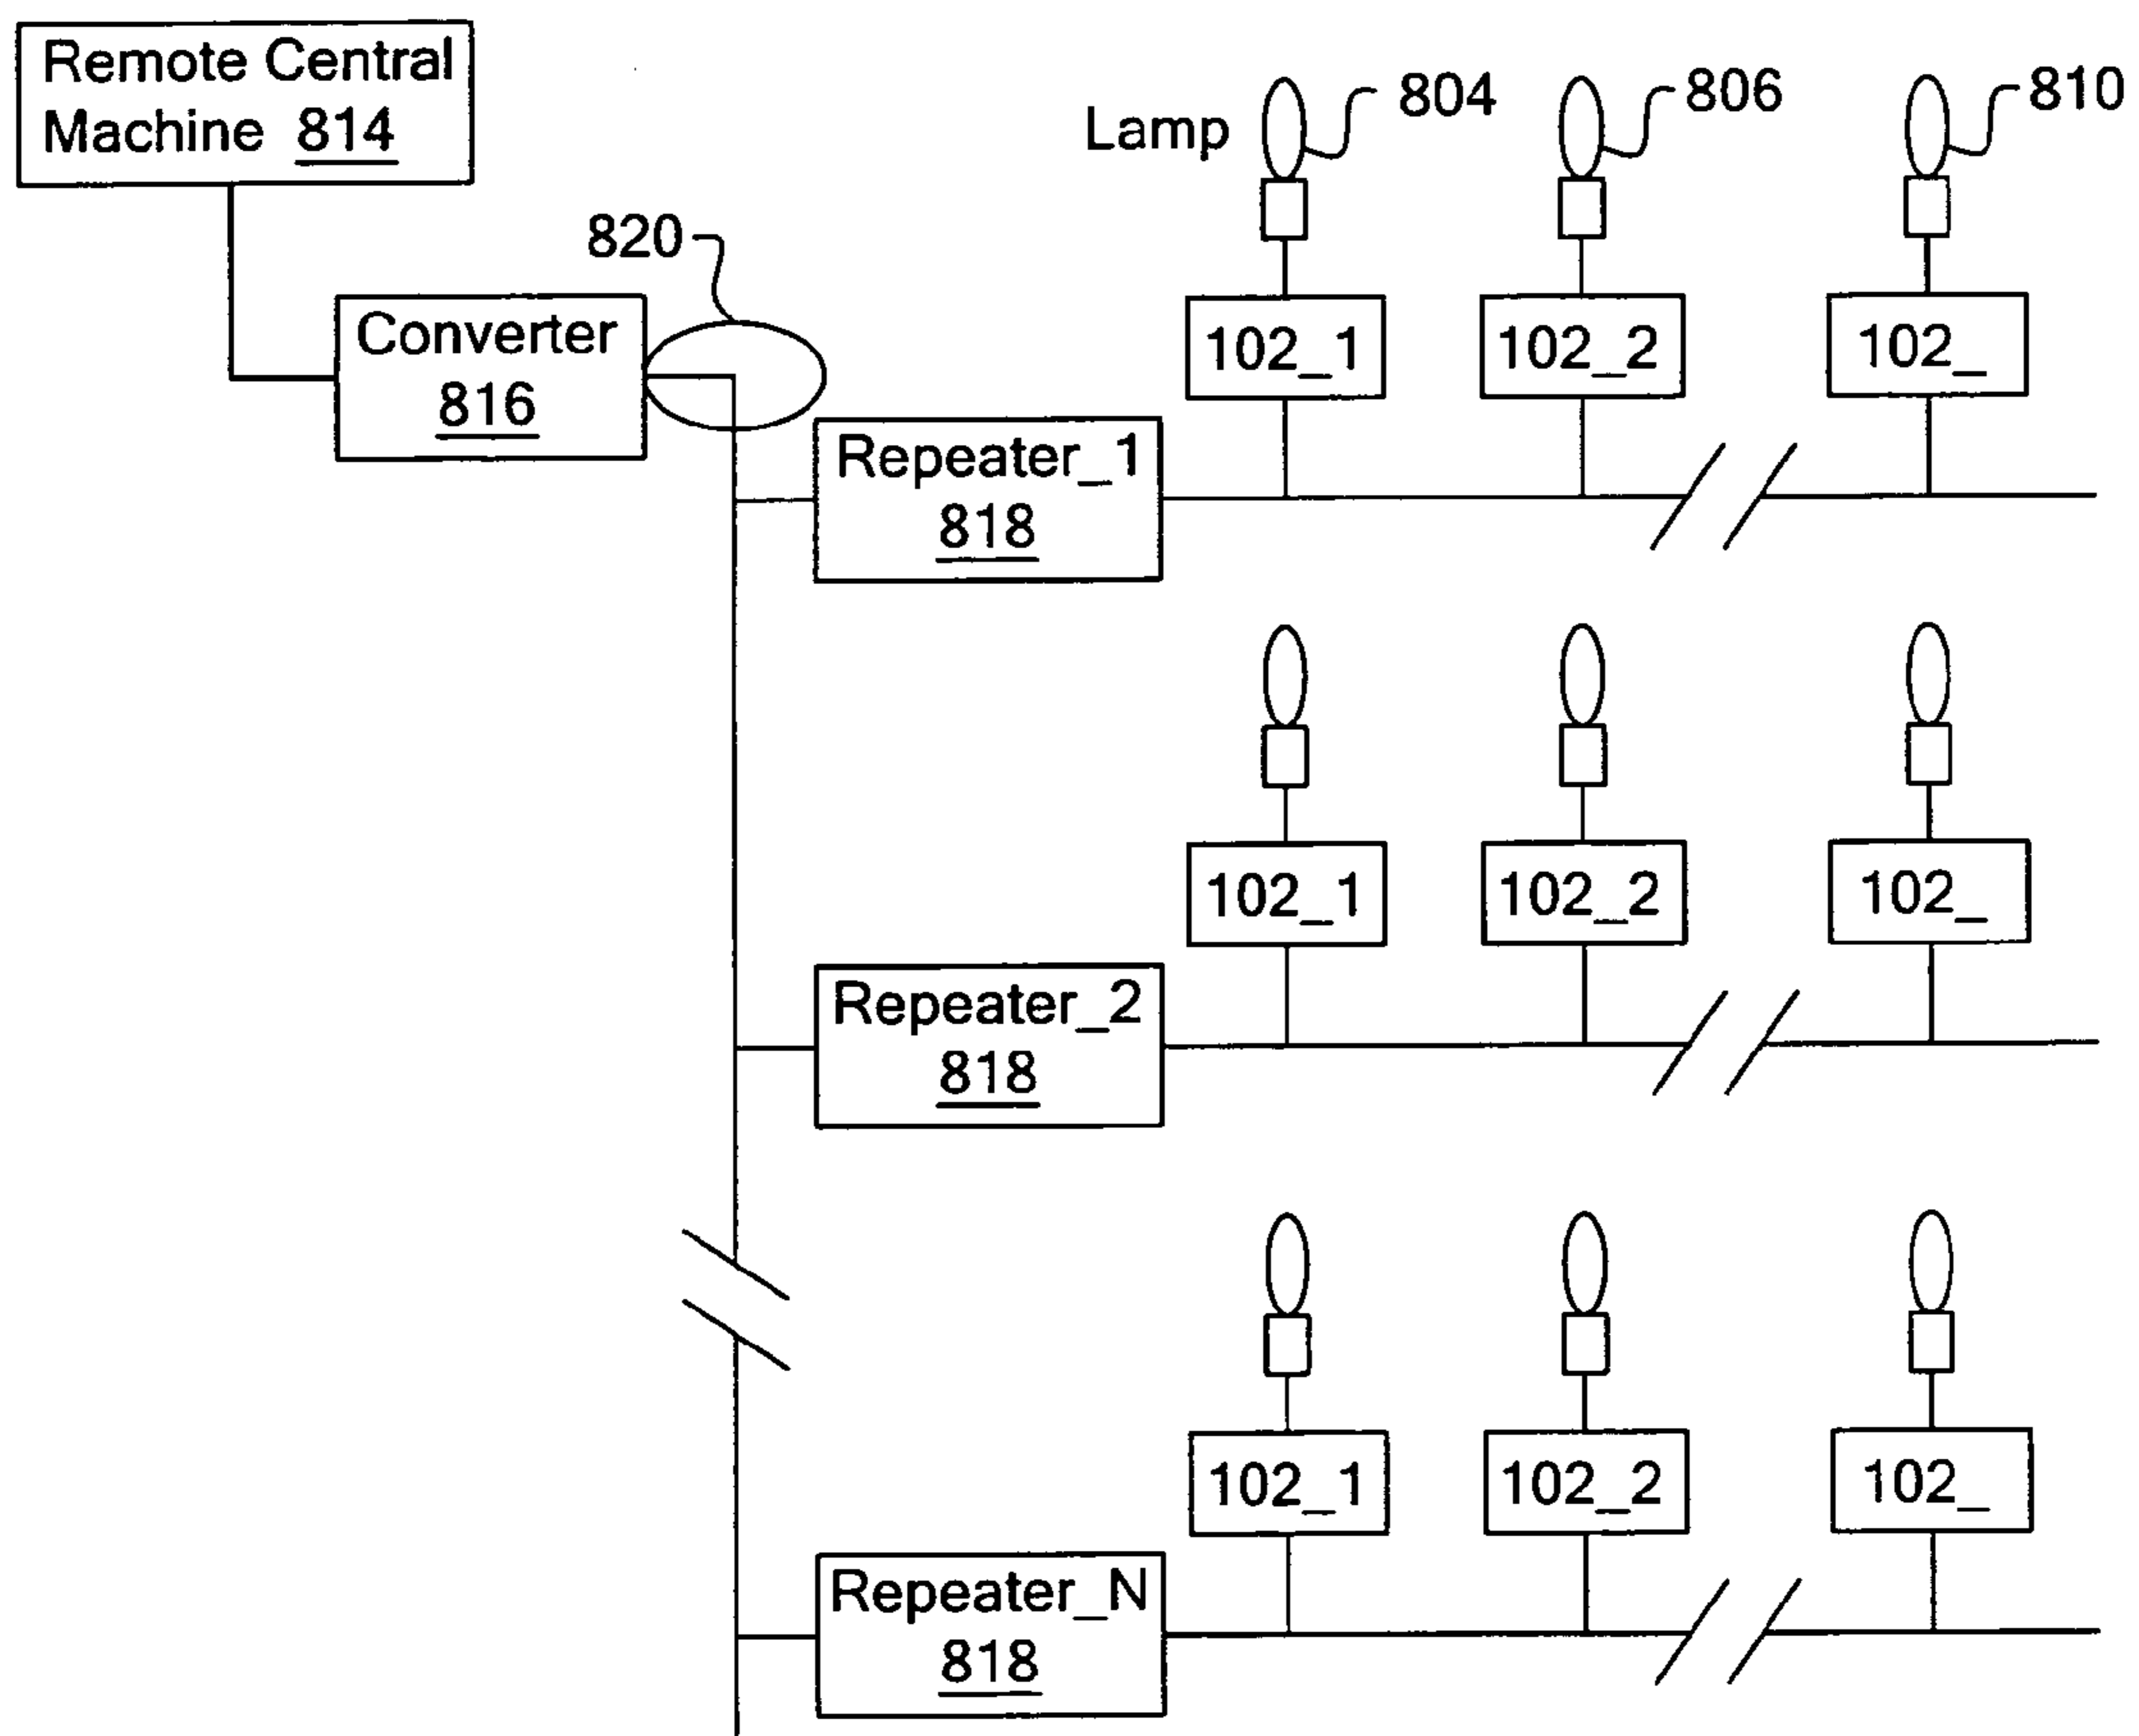 Remote Central
Machine 814
Lamp
804
806
810
820
Converter
816
102_1
102_2
102_
Repeater_1
818
102_1
102_2
102_
Repeater_2
818
102_1
102_2
102_
Repeater_N
818